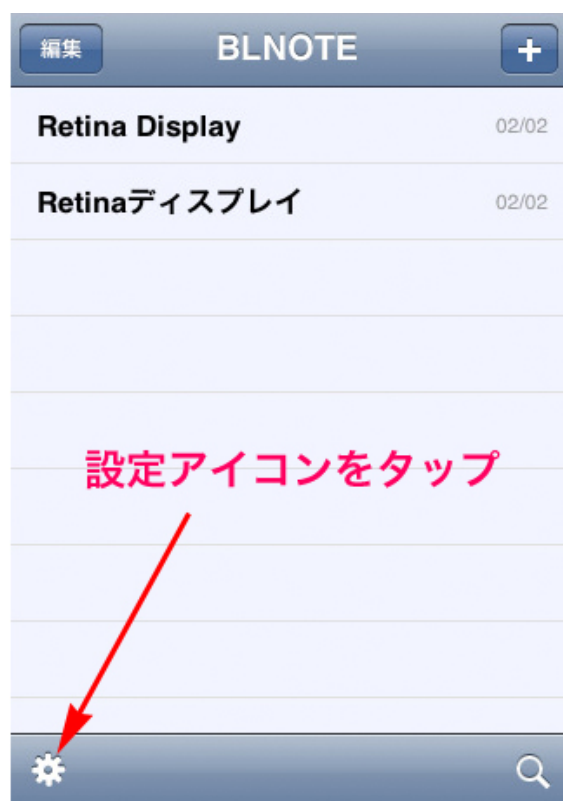 編集 BLNOTE +
Retina Display 02/02
Retinaディスプレイ 02/02
設定アイコンをタップ